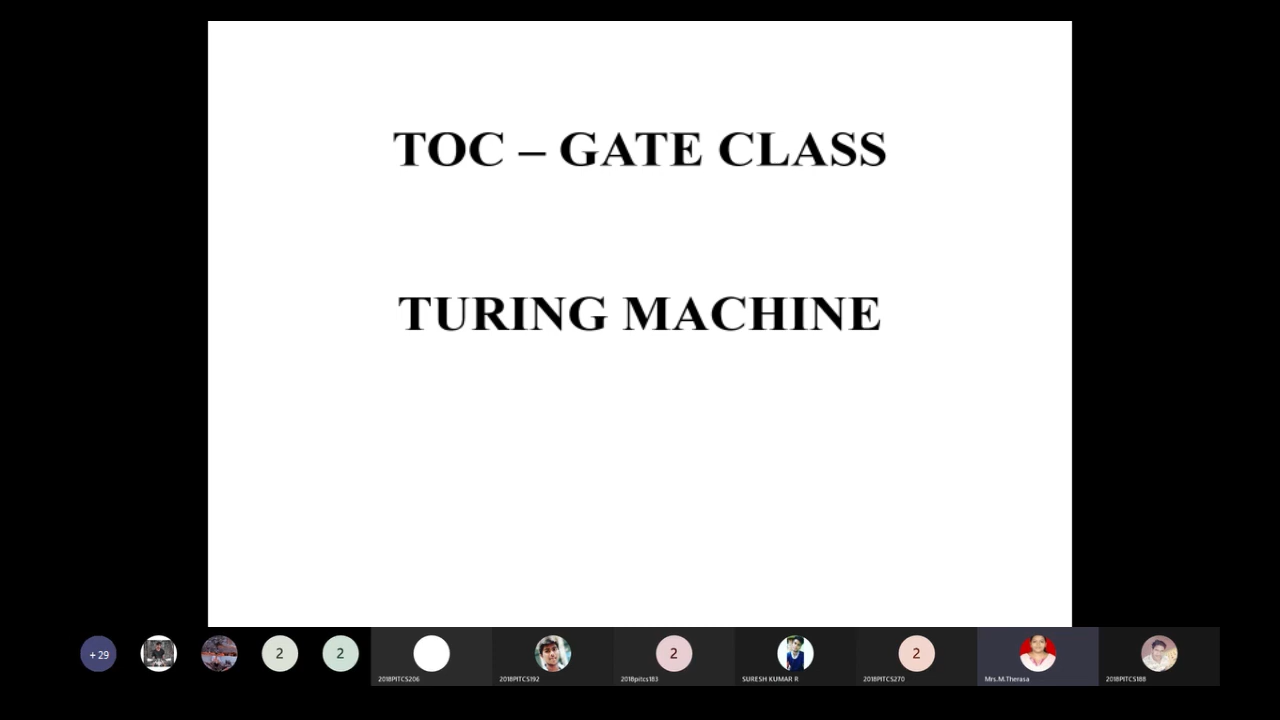 TOC – GATE CLASS
TURING MACHINE
+ 29
2
2
2
2
2018PITCS206
2018PITCS192
2018pitcs183
SURESH KUMAR R
2018PITCS270
Mrs.M.Therasa
2018PITCS188